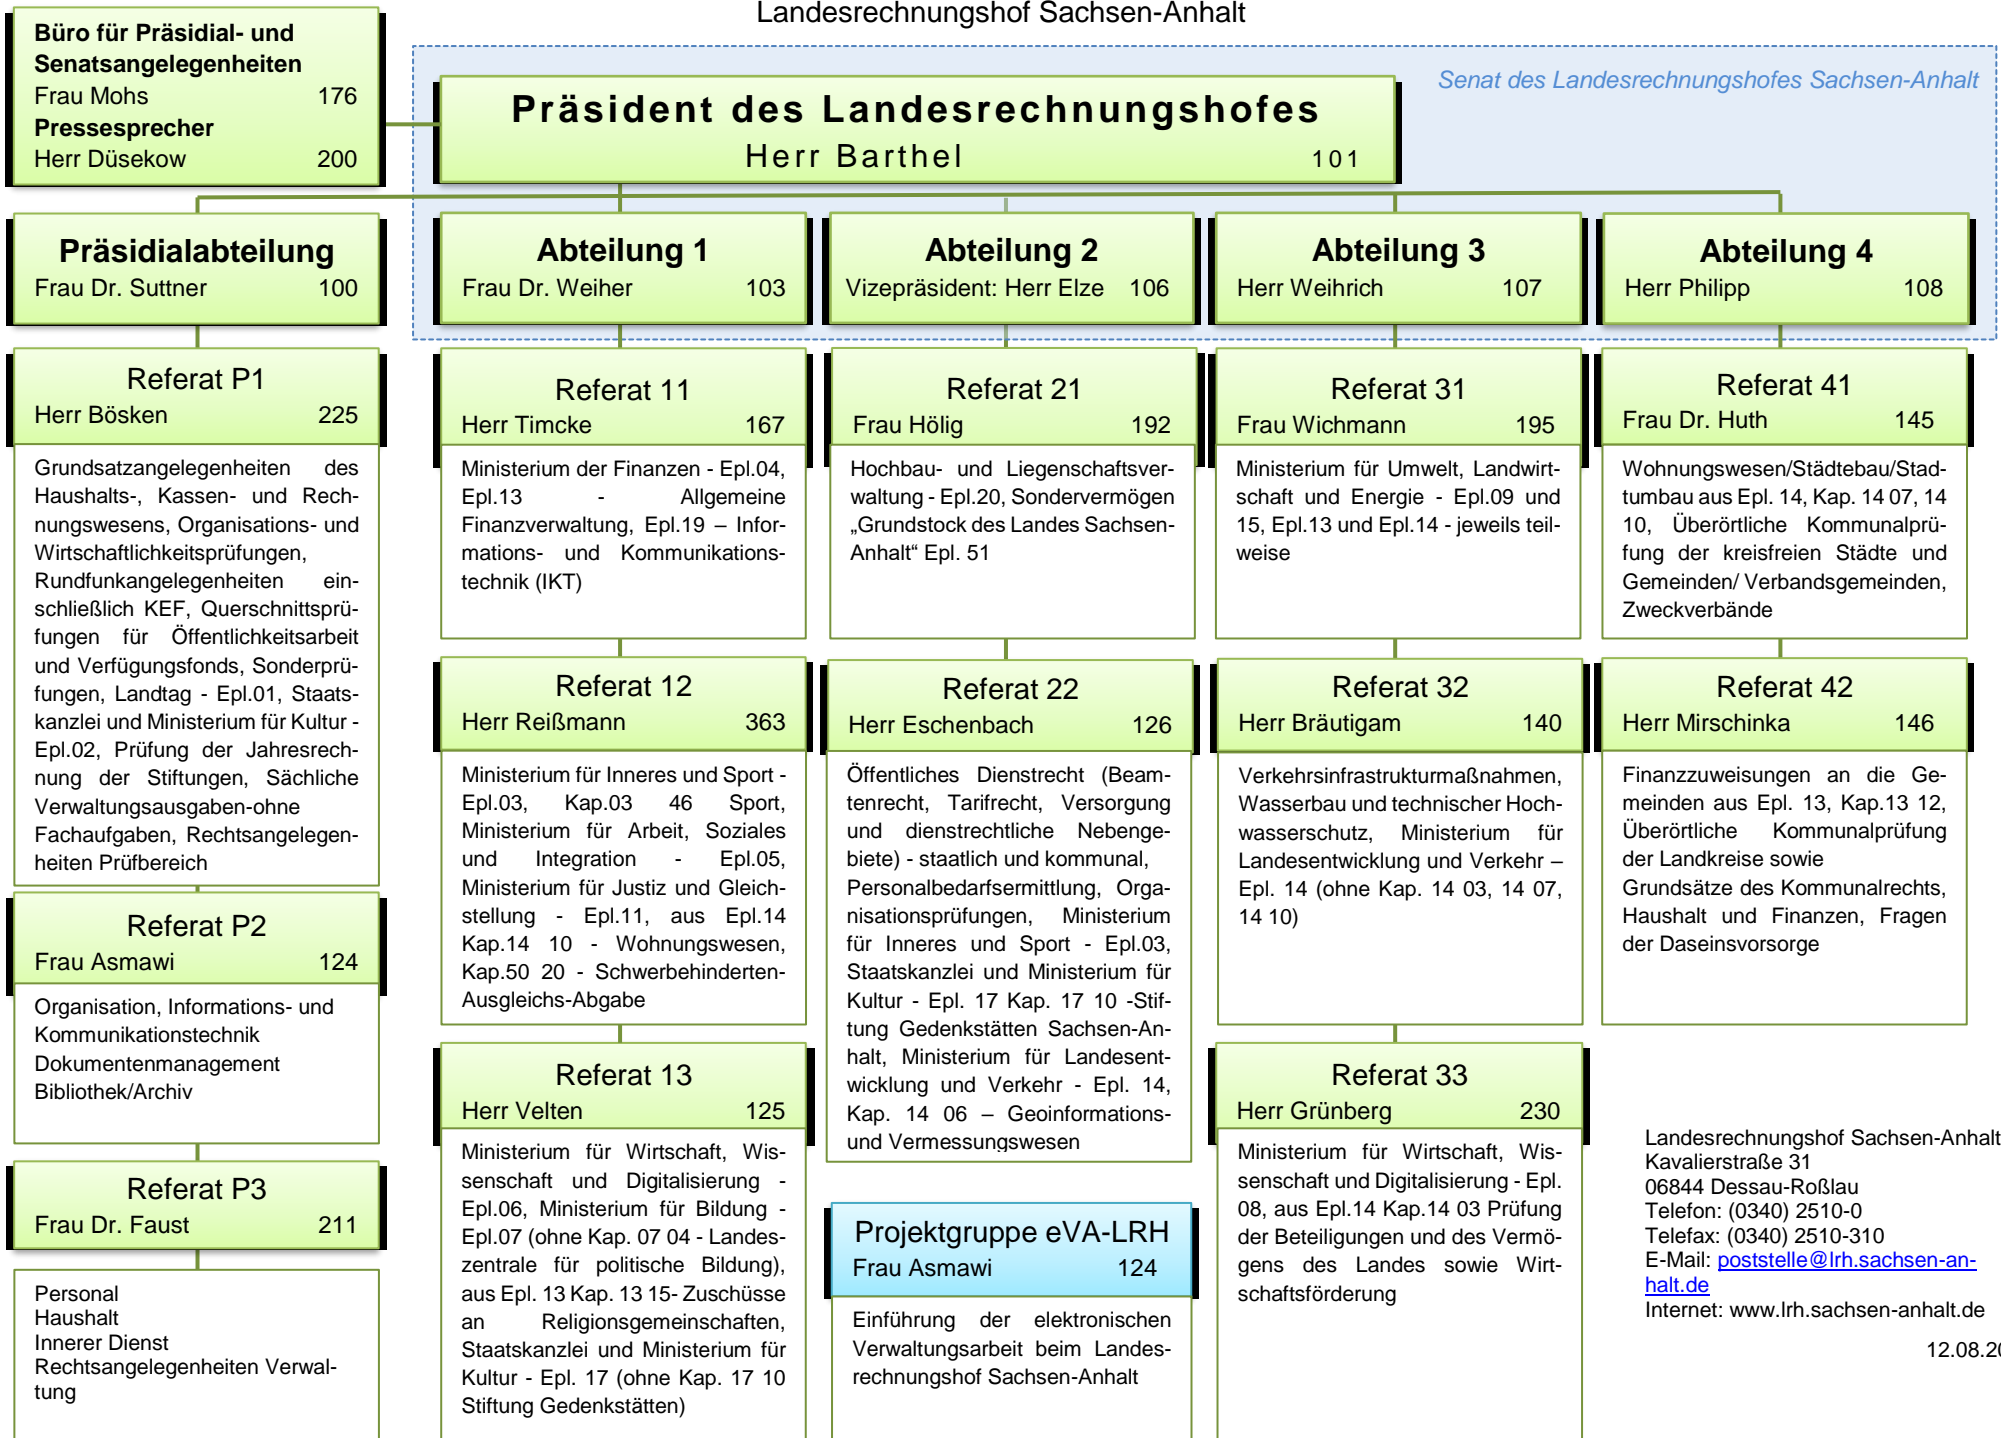 Landesrechnungshof Sachsen-Anhalt
Büro für Präsidial- und
Senatsangelegenheiten
Frau Mohs 176
Pressesprecher
Herr Düsekow 200
Senat des Landesrechnungshofes Sachsen-Anhalt
Präsident des Landesrechnungshofes
Herr Barthel 101
Präsidialabteilung
Frau Dr. Suttner 100
Abteilung 1
Frau Dr. Weiher 103
Abteilung 2
Vizepräsident: Herr Elze 106
Abteilung 3
Herr Weihrich 107
Abteilung 4
Herr Philipp 108
Referat P1
Herr Bösken 225
Grundsatzangelegenheiten des
Haushalts-, Kassen- und Rech-
nungswesens, Organisations- und
Wirtschaftlichkeitsprüfungen,
Rundfunkangelegenheiten ein-
schließlich KEF, Querschnittsprü-
fungen für Öffentlichkeitsarbeit
und Verfügungsfonds, Sonderprü-
fungen, Landtag - Epl.01, Staats-
kanzlei und Ministerium für Kultur -
Epl.02, Prüfung der Jahresrech-
nung der Stiftungen, Sächliche
Verwaltungsausgaben-ohne
Fachaufgaben, Rechtsangelegen-
heiten Prüfbereich
Referat P2
Frau Asmawi 124
Organisation, Informations- und
Kommunikationstechnik
Dokumentenmanagement
Bibliothek/Archiv
Referat P3
Frau Dr. Faust 211
Personal
Haushalt
Innerer Dienst
Rechtsangelegenheiten Verwal-
tung
Referat 11
Herr Timcke 167
Ministerium der Finanzen - Epl.04,
Epl.13 - Allgemeine
Finanzverwaltung, Epl.19 – Infor-
mations- und Kommunikations-
technik (IKT)
Referat 12
Herr Reißmann 363
Ministerium für Inneres und Sport -
Epl.03, Kap.03 46 Sport,
Ministerium für Arbeit, Soziales
und Integration - Epl.05,
Ministerium für Justiz und Gleich-
stellung - Epl.11, aus Epl.14
Kap.14 10 - Wohnungswesen,
Kap.50 20 - Schwerbehinderten-
Ausgleichs-Abgabe
Referat 13
Herr Velten 125
Ministerium für Wirtschaft, Wis-
senschaft und Digitalisierung -
Epl.06, Ministerium für Bildung -
Epl.07 (ohne Kap. 07 04 - Landes-
zentrale für politische Bildung),
aus Epl. 13 Kap. 13 15- Zuschüsse
an Religionsgemeinschaften,
Staatskanzlei und Ministerium für
Kultur - Epl. 17 (ohne Kap. 17 10
Stiftung Gedenkstätten)
Referat 21
Frau Hölig 192
Hochbau- und Liegenschaftsver-
waltung - Epl.20, Sondervermögen
„Grundstock des Landes Sachsen-
Anhalt“ Epl. 51
Referat 22
Herr Eschenbach 126
Öffentliches Dienstrecht (Beam-
tenrecht, Tarifrecht, Versorgung
und dienstrechtliche Nebenge-
biete) - staatlich und kommunal,
Personalbedarfsermittlung, Orga-
nisationsprüfungen, Ministerium
für Inneres und Sport - Epl.03,
Staatskanzlei und Ministerium für
Kultur - Epl. 17 Kap. 17 10 -Stif-
tung Gedenkstätten Sachsen-An-
halt, Ministerium für Landesent-
wicklung und Verkehr - Epl. 14,
Kap. 14 06 – Geoinformations-
und Vermessungswesen
Projektgruppe eVA-LRH
Frau Asmawi 124
Einführung der elektronischen
Verwaltungsarbeit beim Landes-
rechnungshof Sachsen-Anhalt
Referat 31
Frau Wichmann 195
Ministerium für Umwelt, Landwirt-
schaft und Energie - Epl.09 und
15, Epl.13 und Epl.14 - jeweils teil-
weise
Referat 32
Herr Bräutigam 140
Verkehrsinfrastrukturmaßnahmen,
Wasserbau und technischer Hoch-
wasserschutz, Ministerium für
Landesentwicklung und Verkehr –
Epl. 14 (ohne Kap. 14 03, 14 07,
14 10)
Referat 33
Herr Grünberg 230
Ministerium für Wirtschaft, Wis-
senschaft und Digitalisierung - Epl.
08, aus Epl.14 Kap.14 03 Prüfung
der Beteiligungen und des Vermö-
gens des Landes sowie Wirt-
schaftsförderung
Referat 41
Frau Dr. Huth 145
Wohnungswesen/Städtebau/Stad-
tumbau aus Epl. 14, Kap. 14 07, 14
10, Überörtliche Kommunalprü-
fung der kreisfreien Städte und
Gemeinden/ Verbandsgemeinden,
Zweckverbände
Referat 42
Herr Mirschinka 146
Finanzzuweisungen an die Ge-
meinden aus Epl. 13, Kap.13 12,
Überörtliche Kommunalprüfung
der Landkreise sowie
Grundsätze des Kommunalrechts,
Haushalt und Finanzen, Fragen
der Daseinsvorsorge
Landesrechnungshof Sachsen-Anhalt
Kavalierstraße 31
06844 Dessau-Roßlau
Telefon: (0340) 2510-0
Telefax: (0340) 2510-310
E-Mail: poststelle@lrh.sachsen-an-
halt.de
Internet: www.lrh.sachsen-anhalt.de
12.08.20